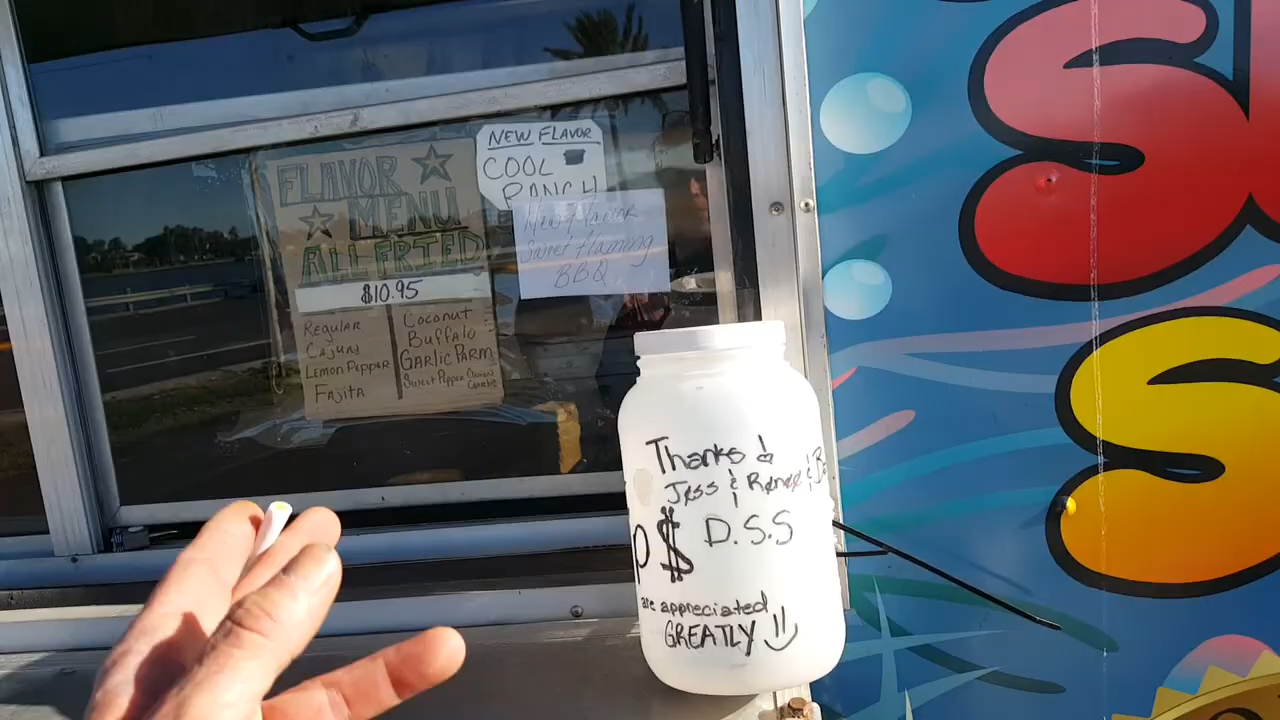 FLAVOR
MENU
ALL FRIED
$10.95
REGULAR
CAJUN
LEMON PEPPER
FAJITA
COCONUT
BUFFALO
GARLIC PARM
NEW FLAVOR
COOL
RANCH
New Flavor
Sweet flaming
BBQ
Thanks!
Jess & Renee &
P $ D.S.S
are appreciated
GREATLY
S
S